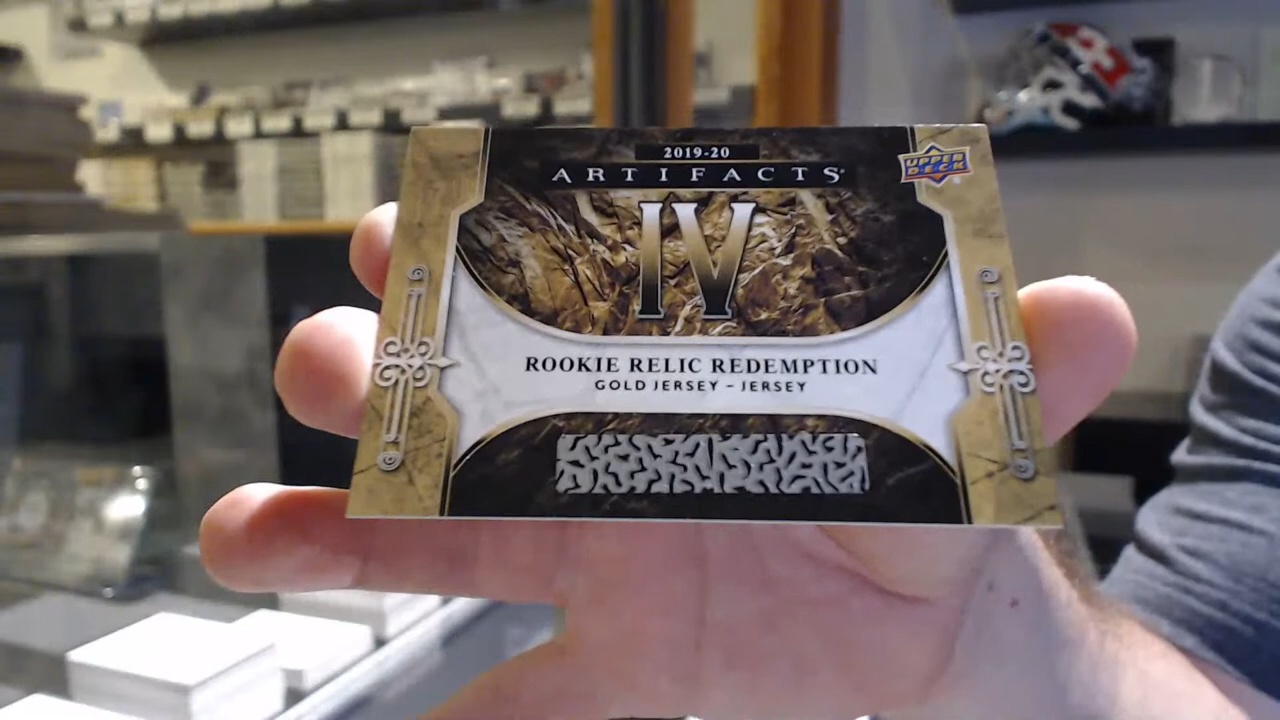 2019-20
ARTIFACTS
UPPER
DECK
IV
ROOKIE RELIC REDEMPTION
GOLD JERSEY – JERSEY